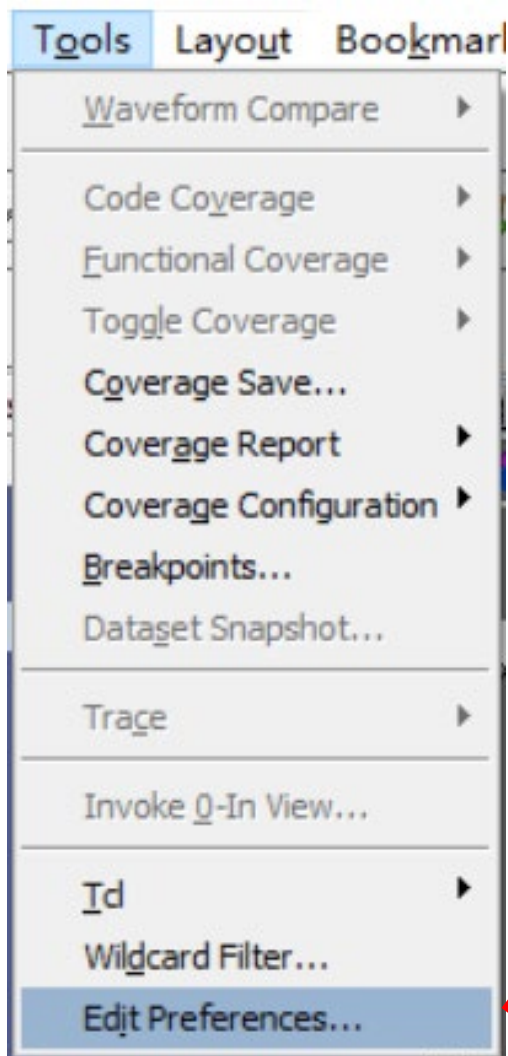 Tools Layout Bookmar
Waveform Compare
Code Coverage
Functional Coverage
Toggle Coverage
Coverage Save...
Coverage Report
Coverage Configuration
Breakpoints...
Dataset Snapshot...
Trace
Invoke 0-In View...
Tcl
Wildcard Filter...
Edit Preferences...